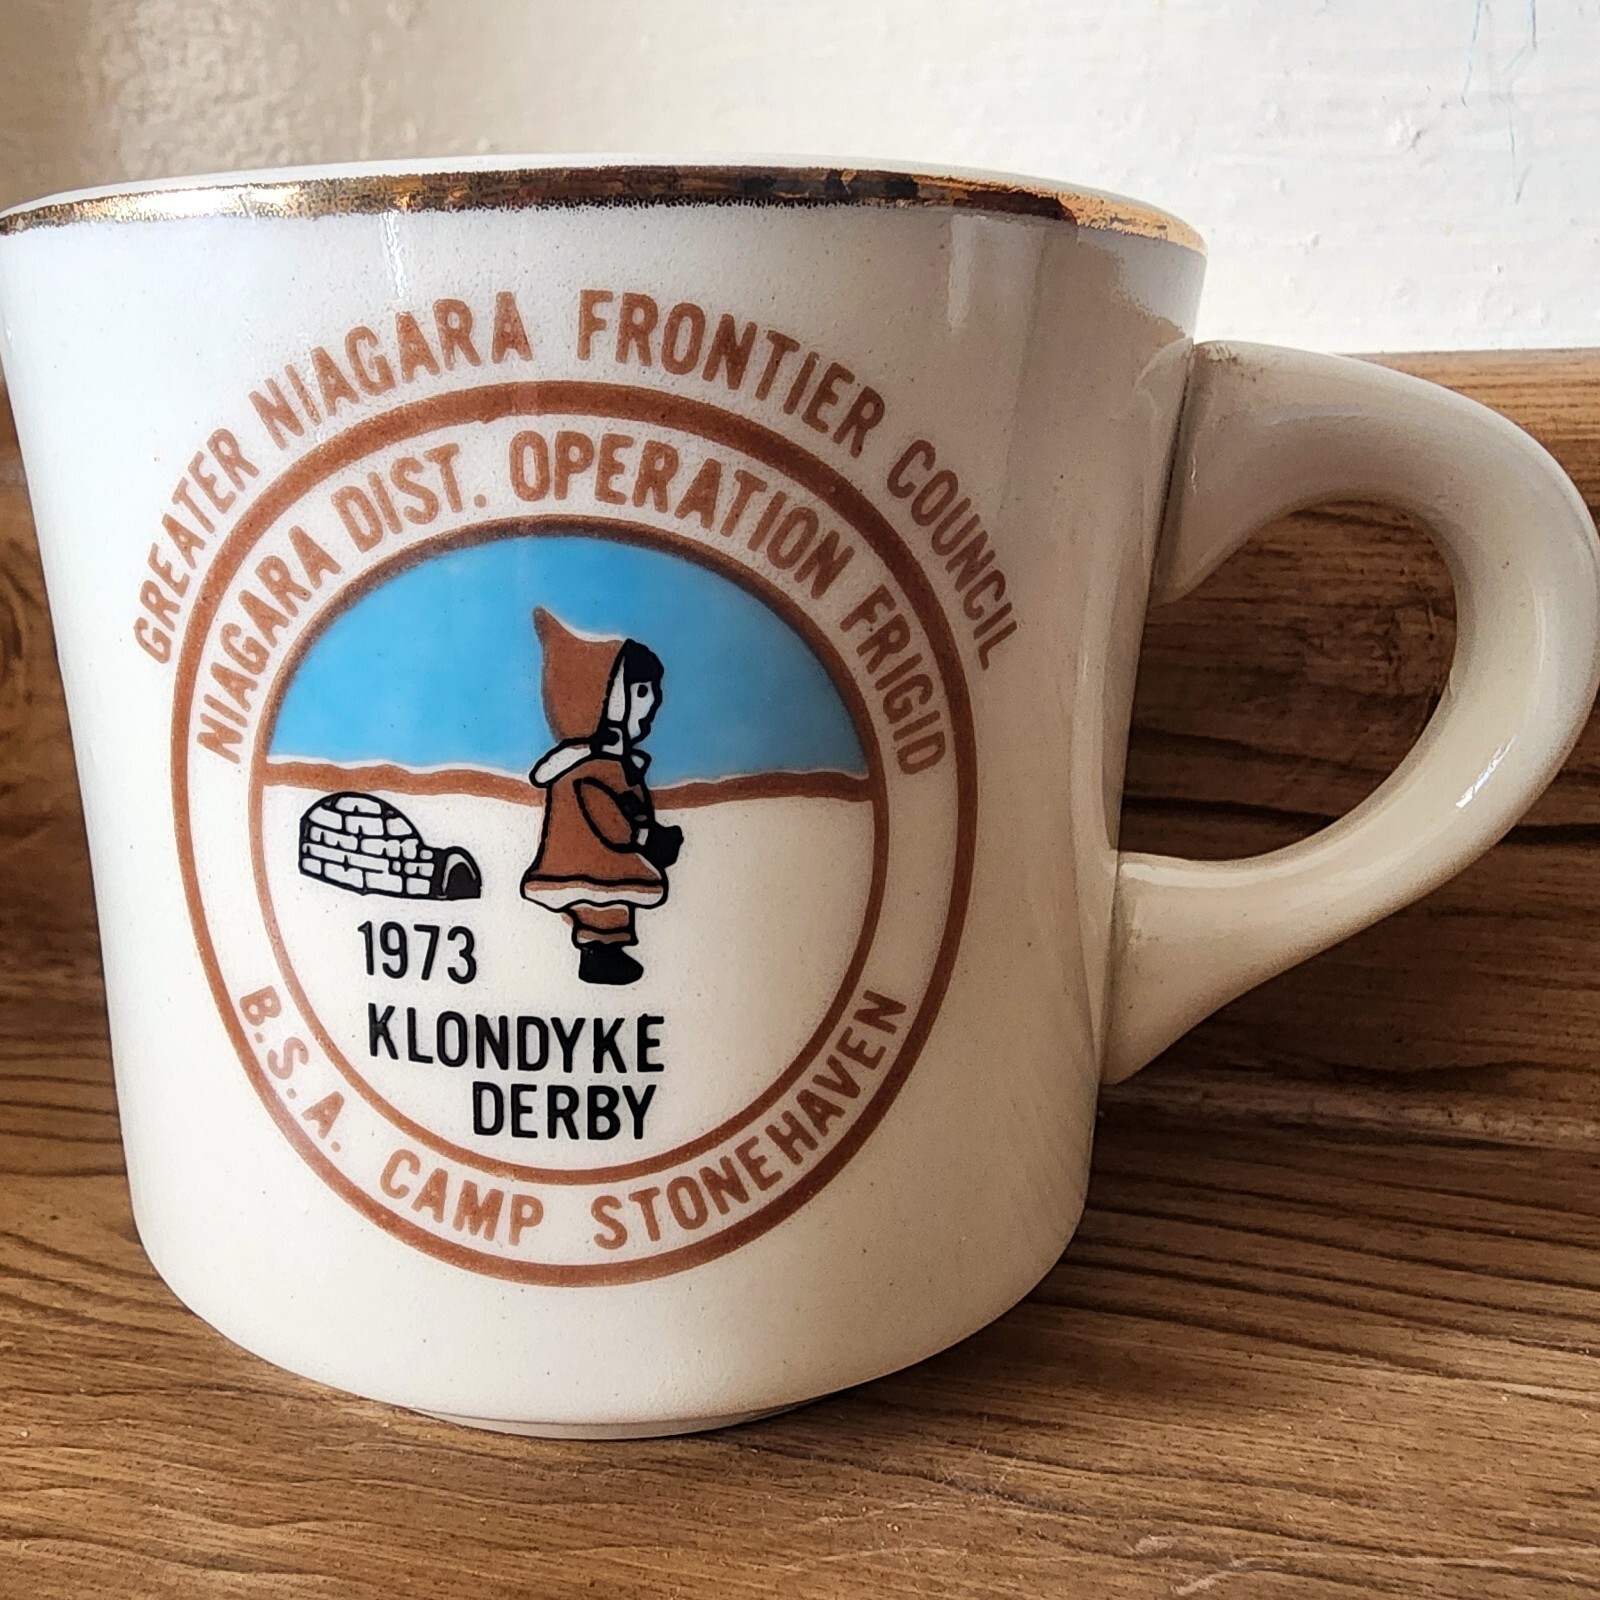 GREATER NIAGARA FRONTIER COUNCIL
NIAGARA DIST. OPERATION FRIGID
1973
KLONDYKE
DERBY
B.S.A. CAMP STONEHAVEN